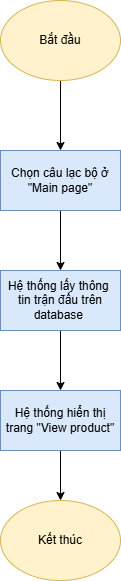 Bắt đầu
Chọn câu lạc bộ ở
"Main page"
Hệ thống lấy thông
tin trận đấu trên
database
Hệ thống hiển thị
trang "View product"
Kết thúc